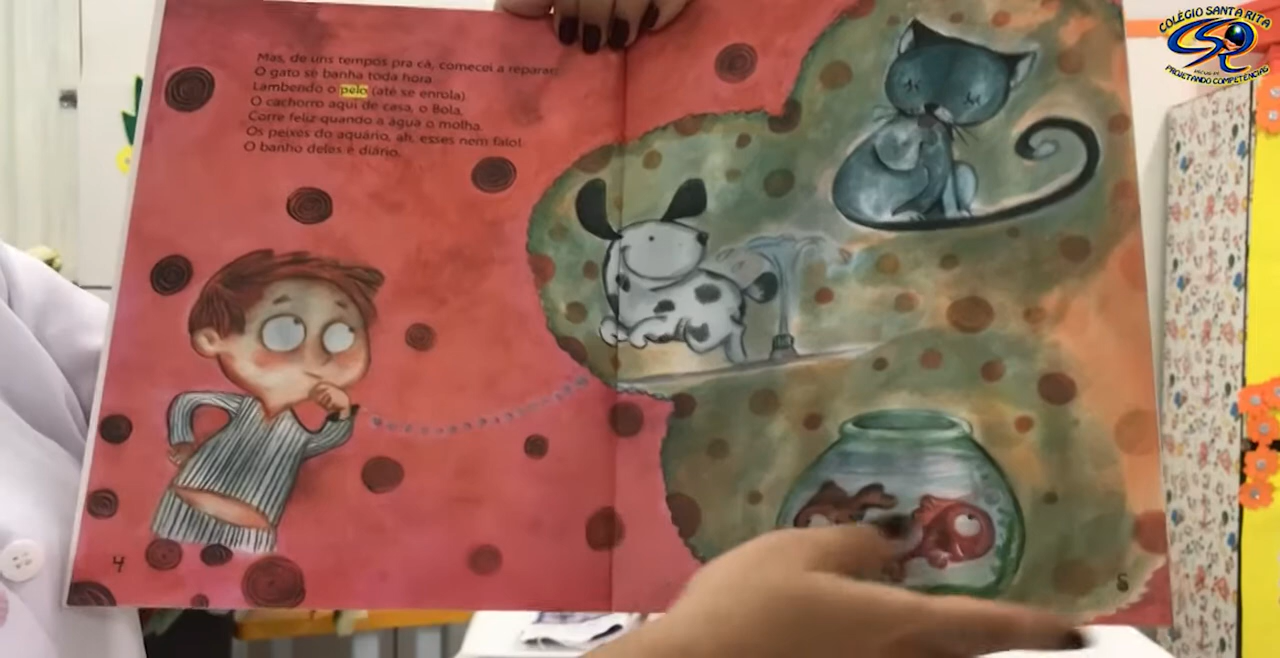 COLÉGIO SANTA RITA
PROJETANDO COMPETÊNCIAS
Mas, de uns tempos pra cá, comecei a reparar:
O gato se banha toda hora
Lambendo o pelo (até se enrola).
O cachorro aqui de casa, o Bola,
Corre feliz quando a água o molha.
Os peixes do aquário, ah, esses nem falo!
O banho deles é diário.
4
5